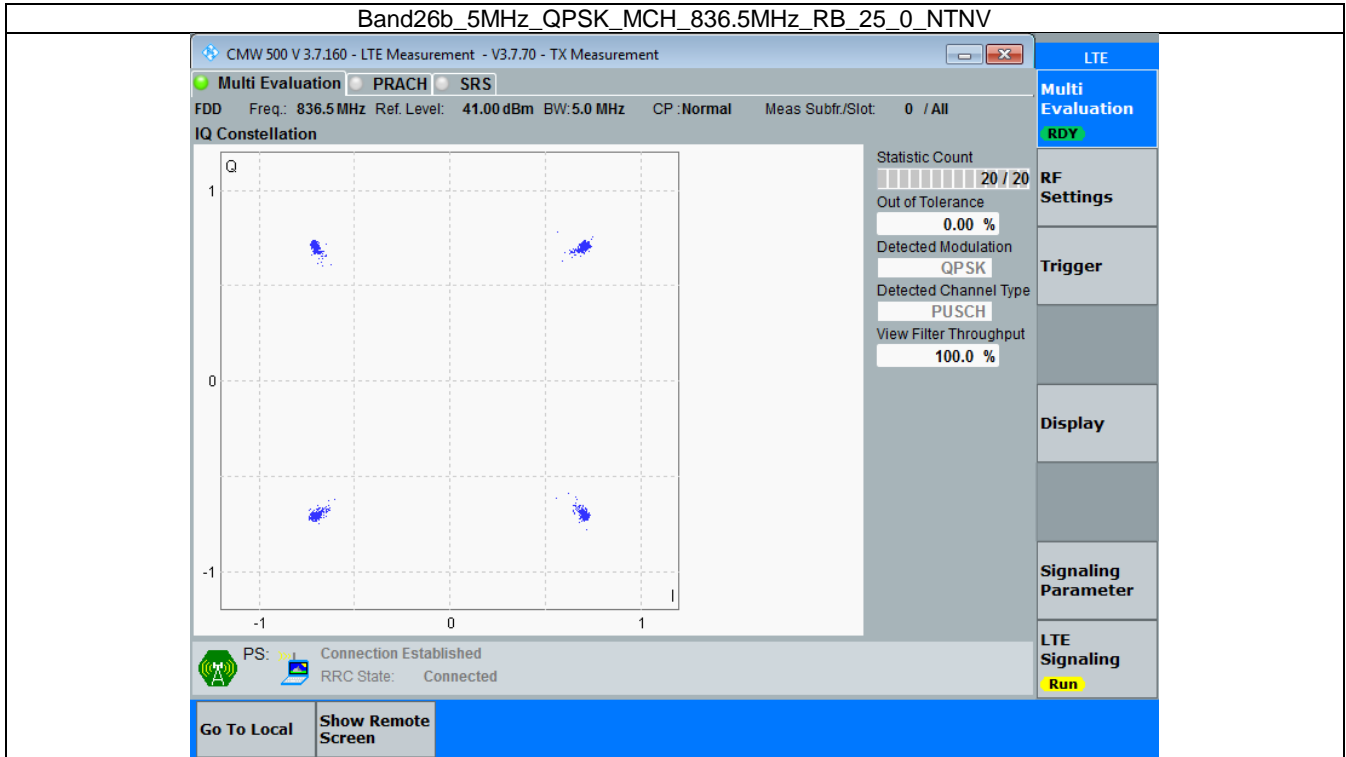 Band26b_5MHz_QPSK_MCH_836.5MHz_RB_25_0_NTNV
CMW 500 V 3.7.160 - LTE Measurement - V3.7.70 - TX Measurement
LTE
Multi Evaluation PRACH SRS
FDD Freq.: 836.5 MHz Ref. Level: 41.00 dBm BW: 5.0 MHz CP : Normal Meas Subfr./Slot: 0 / All
IQ Constellation
Q
1
0
-1
I
-1 0 1
Statistic Count
20 / 20
Out of Tolerance
0.00 %
Detected Modulation
QPSK
Detected Channel Type
PUSCH
View Filter Throughput
100.0 %
Multi
Evaluation
RDY
RF
Settings
Trigger
Display
Signaling
Parameter
LTE
Signaling
Run
PS: Connection Established
RRC State: Connected
Go To Local
Show Remote
Screen